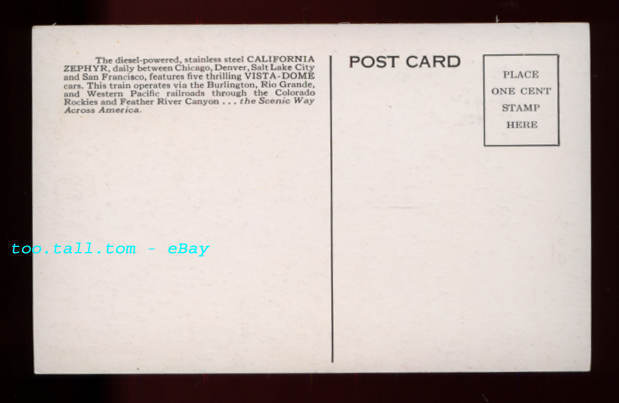 The diesel-powered, stainless steel CALIFORNIA
ZEPHYR, daily between Chicago, Denver, Salt Lake City
and San Francisco, features five thrilling VISTA-DOME
cars. This train operates via the Burlington, Rio Grande,
and Western Pacific railroads through the Colorado
Rockies and Feather River Canyon . . . the Scenic Way
Across America.
POST CARD
PLACE
ONE CENT
STAMP
HERE
too.tall.tom - eBay